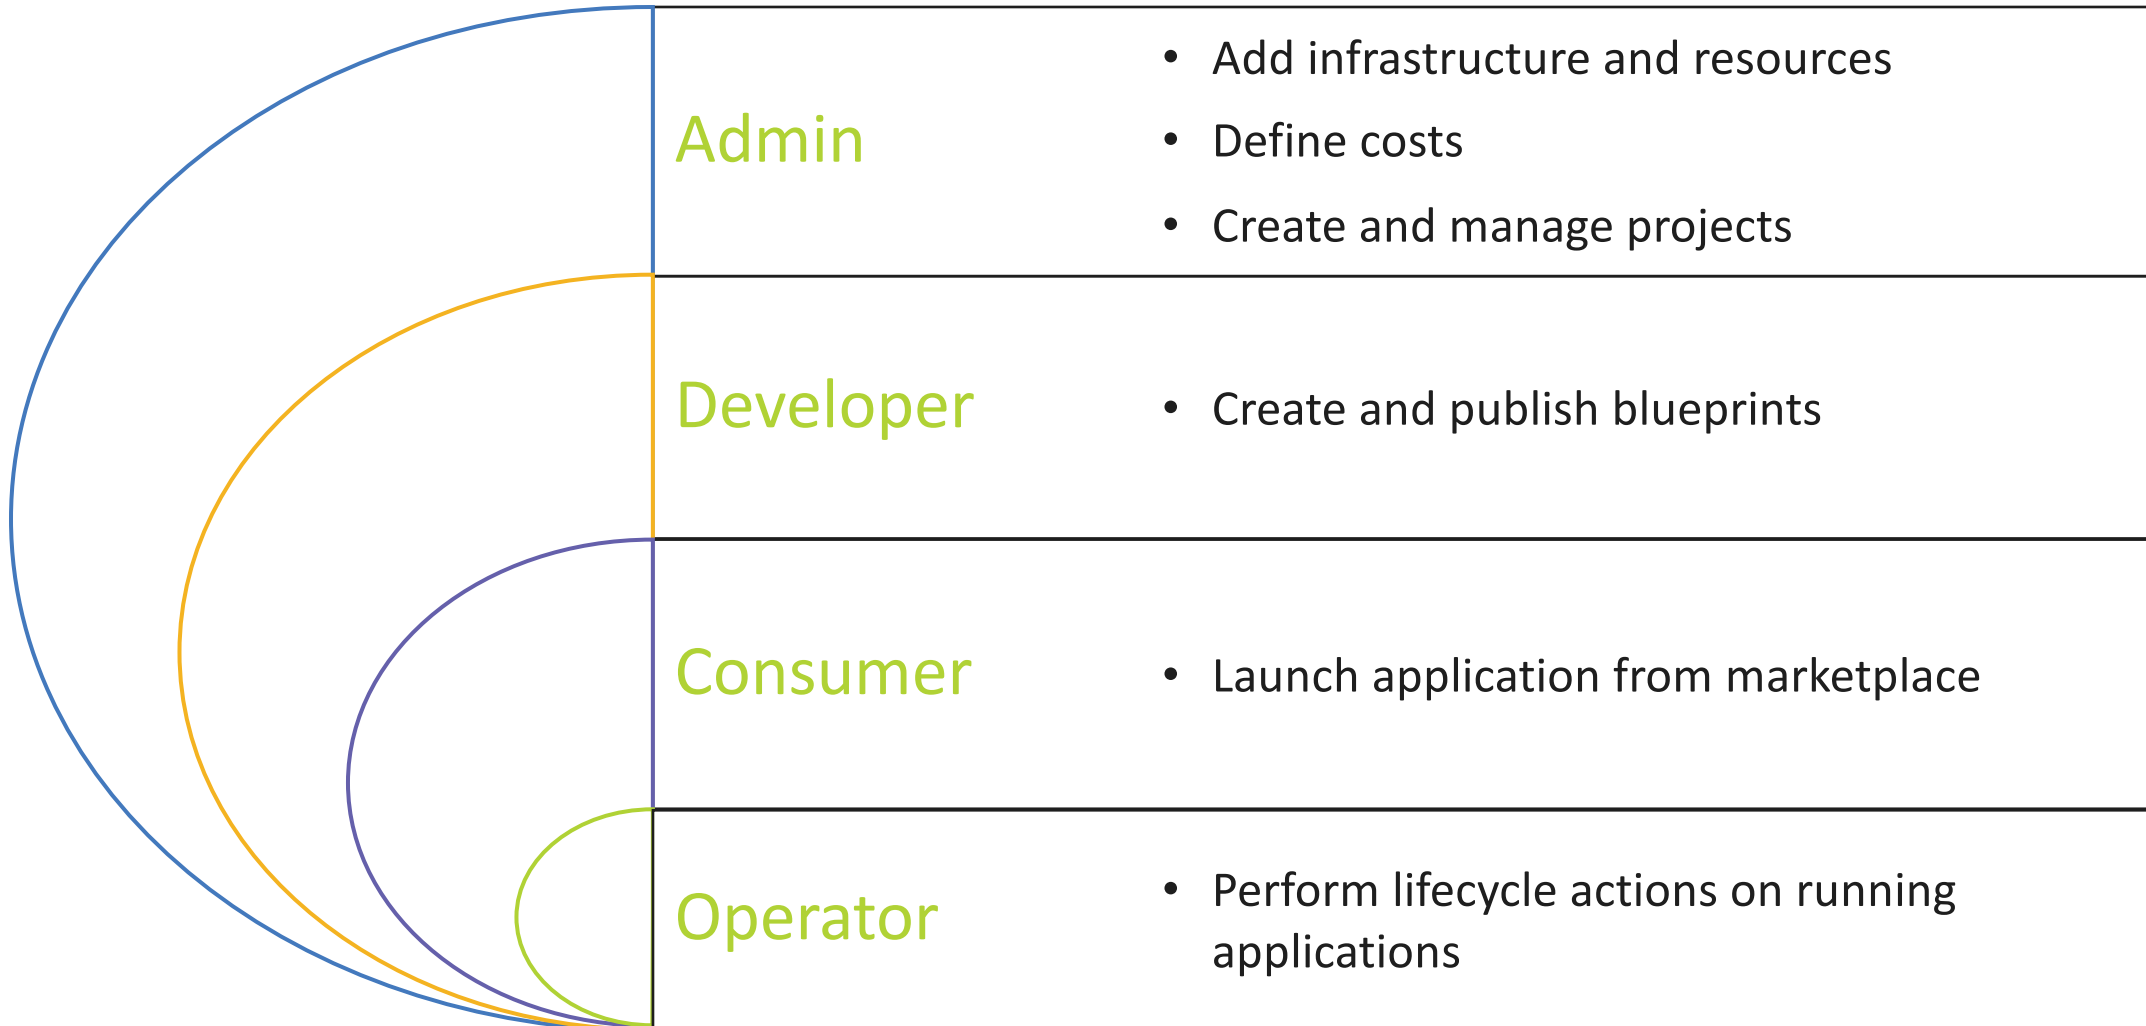 Admin
• Add infrastructure and resources
• Define costs
• Create and manage projects
Developer
• Create and publish blueprints
Consumer
• Launch application from marketplace
Operator
• Perform lifecycle actions on running
applications